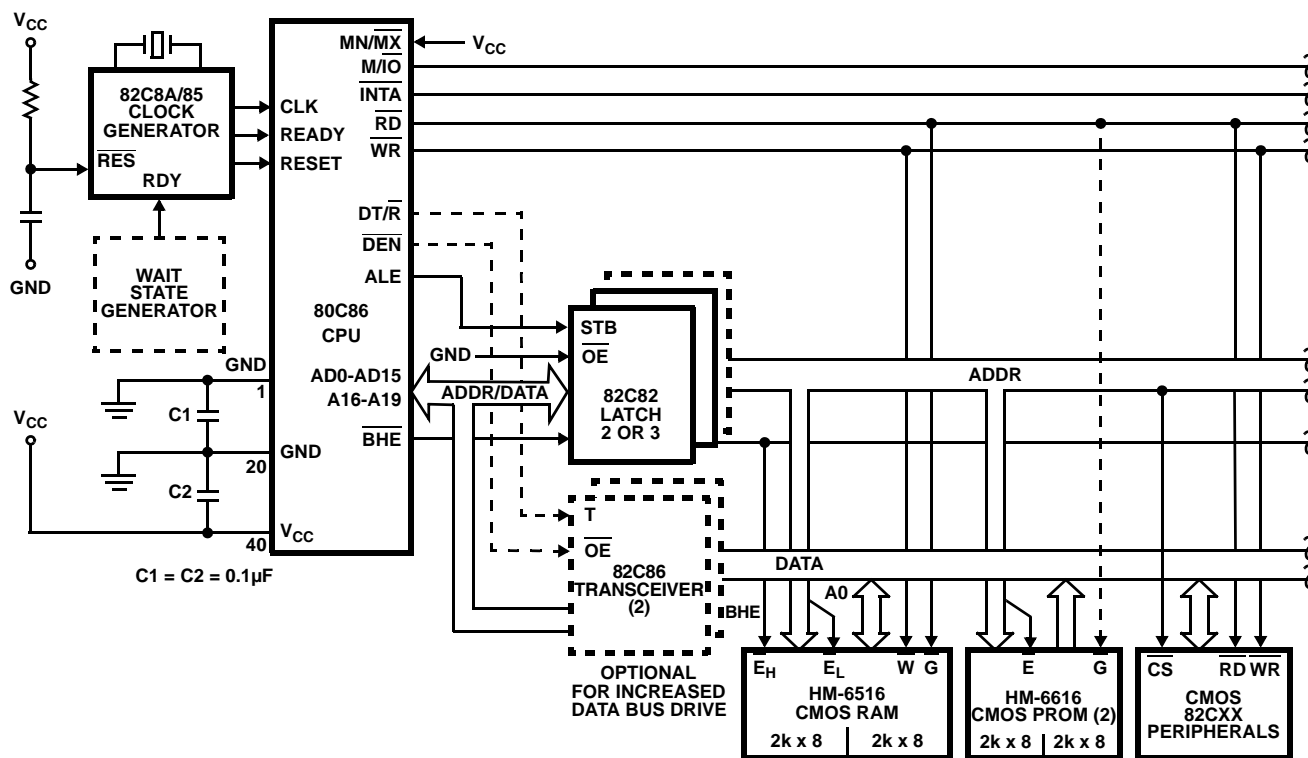 VCC
82C8A/85
CLOCK
GENERATOR
RES
RDY
GND
WAIT
STATE
GENERATOR
MN/MX
VCC
M/IO
INTA
RD
WR
CLK
READY
RESET
DT/R
DEN
ALE
80C86
CPU
AD0-AD15
A16-A19
BHE
GND
1
C1
VCC
GND
20
C2
VCC
40
C1 = C2 = 0.1µF
ADDR/DATA
GND
STB
OE
82C82
LATCH
2 OR 3
T
OE
82C86
TRANSCEIVER
(2)
OPTIONAL
FOR INCREASED
DATA BUS DRIVE
ADDR
DATA
A0
BHE
EH
EL
W
G
HM-6516
CMOS RAM
2k x 8
2k x 8
E
G
HM-6616
CMOS PROM (2)
2k x 8
2k x 8
CS
RD WR
CMOS
82CXX
PERIPHERALS